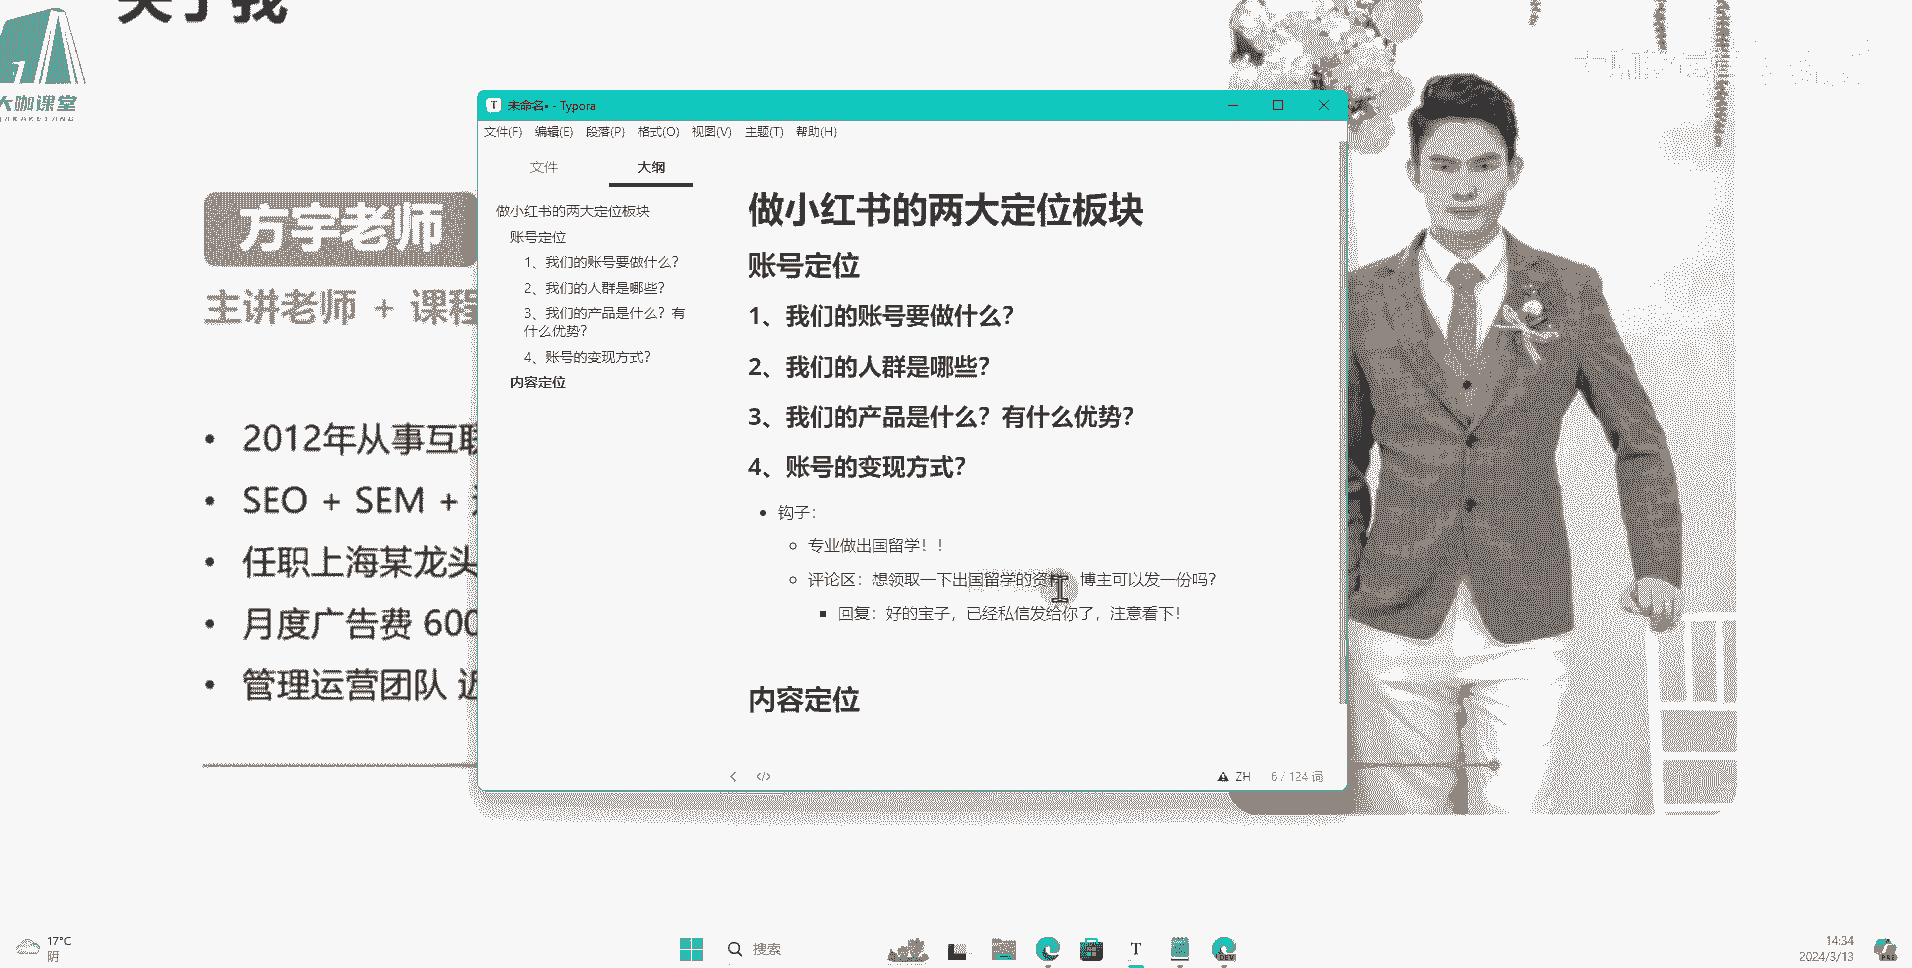 关于我
大咖课堂
方宇老师
主讲老师 + 课程
2012年从事互联
SEO + SEM +
任职上海某龙头
月度广告费 600
管理运营团队 近
未命名• - Typora
文件(F) 编辑(E) 段落(P) 格式(O) 视图(V) 主题(T) 帮助(H)
文件 大纲
做小红书的两大定位板块
账号定位
1、我们的账号要做什么?
2、我们的人群是哪些?
3、我们的产品是什么? 有
什么优势?
4、账号的变现方式?
内容定位
做小红书的两大定位板块
账号定位
1、我们的账号要做什么?
2、我们的人群是哪些?
3、我们的产品是什么? 有什么优势?
4、账号的变现方式?
钩子:
专业做出国留学! !
评论区: 想领取一下出国留学的资 博主可以发一份吗?
回复: 好的宝子, 已经私信发给你了, 注意看下!
内容定位
ZH 6 / 124 词
17°C
阴
搜索
14:34
2024/3/13